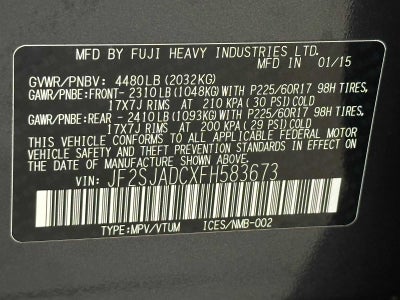 MFD BY FUJI HEAVY INDUSTRIES LTD.
IN 01/15
GVWR/PNBV: 4480LB (2032KG)
GAWR/PNBE:FRONT- 2310LB (1048KG)WITH P225/60R17 98H TIRES,
17X7J RIMS AT 210 KPA (30 PSI)COLD
GAWR/PNBE:REAR - 2410LB (1093KG)WITH P225/60R17 98H TIRES,
17X7J RIMS AT 200 KPA (29 PSI)COLD
THIS VEHICLE CONFORMS TO ALL APPLICABLE FEDERAL MOTOR
VEHICLE SAFETY AND BUMPER STANDARDS IN EFFECT ON THE
DATE OF MANUFACTURE SHOWN ABOVE.
VIN: JF2SJADCXFH583673
TYPE:MPV/VTUM ICES/NMB-002